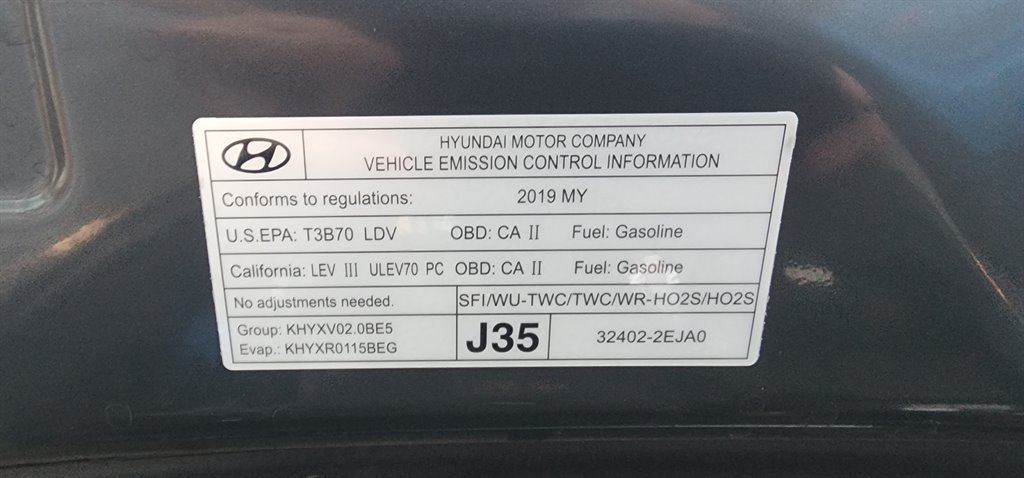 HYUNDAI MOTOR COMPANY
VEHICLE EMISSION CONTROL INFORMATION
Conforms to regulations: 2019 MY
U.S.EPA: T3B70 LDV OBD: CA II Fuel: Gasoline
California: LEV III ULEV70 PC OBD: CA II Fuel: Gasoline
No adjustments needed. SFI/WU-TWC/TWC/WR-HO2S/HO2S
Group: KHYXV02.0BE5
Evap.: KHYXR0115BEG
J35 32402-2EJA0